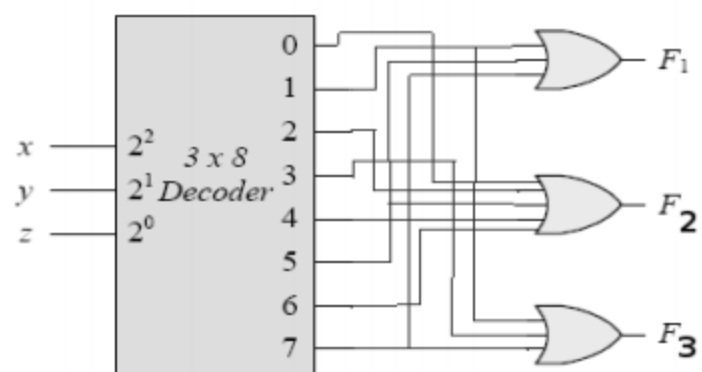 0
F₁
1
x 2² 3 x 8 2
y 2¹ Decoder 3
F₂
z 2⁰ 4
5
6
F₃
7